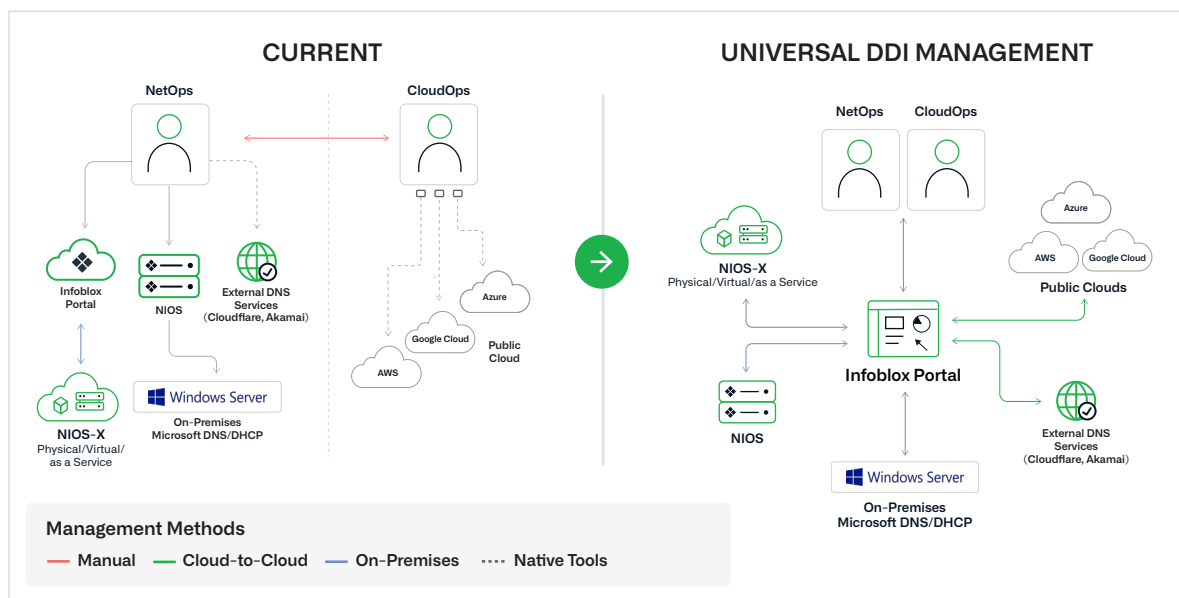 CURRENT
NetOps
CloudOps
Infoblox
Portal
NIOS
External DNS
Services
(Cloudflare, Akamai)
Azure
Google Cloud
AWS
Public
Cloud
NIOS-X
Physical/Virtual/
as a Service
Windows Server
On-Premises
Microsoft DNS/DHCP
UNIVERSAL DDI MANAGEMENT
NetOps
CloudOps
NIOS-X
Physical/Virtual/as a Service
Azure
AWS
Google Cloud
Public Clouds
Infoblox Portal
NIOS
External DNS
Services
(Cloudflare, Akamai)
Windows Server
On-Premises
Microsoft DNS/DHCP
Management Methods
Manual
Cloud-to-Cloud
On-Premises
Native Tools